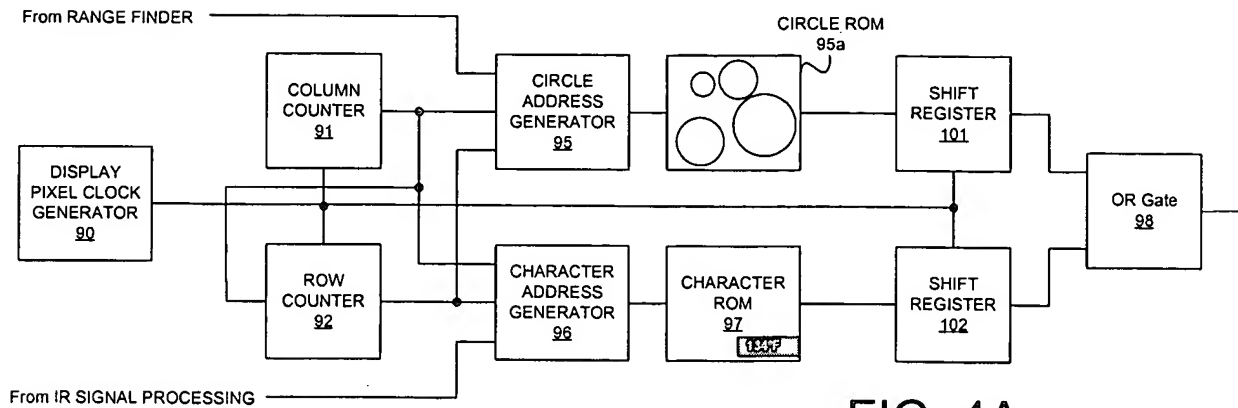 From RANGE FINDER
CIRCLE ROM
95a
COLUMN
COUNTER
91
CIRCLE
ADDRESS
GENERATOR
95
SHIFT
REGISTER
101
DISPLAY
PIXEL CLOCK
GENERATOR
90
OR Gate
98
ROW
COUNTER
92
CHARACTER
ADDRESS
GENERATOR
96
CHARACTER
ROM
97
SHIFT
REGISTER
102
From IR SIGNAL PROCESSING